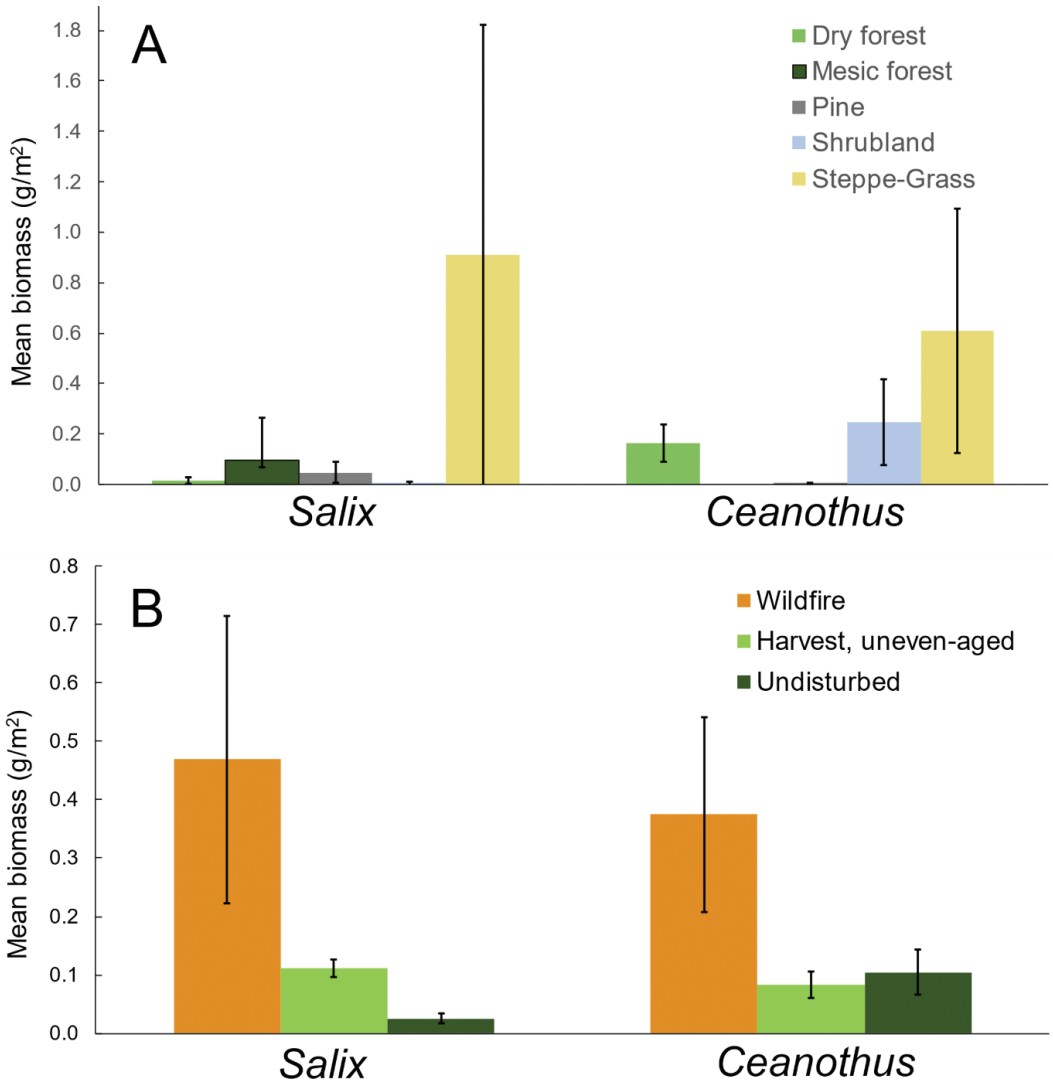 A
Dry forest
Mesic forest
Pine
Shrubland
Steppe-Grass
Mean biomass (g/m²)
1.8
1.6
1.4
1.2
1.0
0.8
0.6
0.4
0.2
0.0
Salix Ceanothus
B
Wildfire
Harvest, uneven-aged
Undisturbed
Mean biomass (g/m²)
0.8
0.7
0.6
0.5
0.4
0.3
0.2
0.1
0.0
Salix Ceanothus